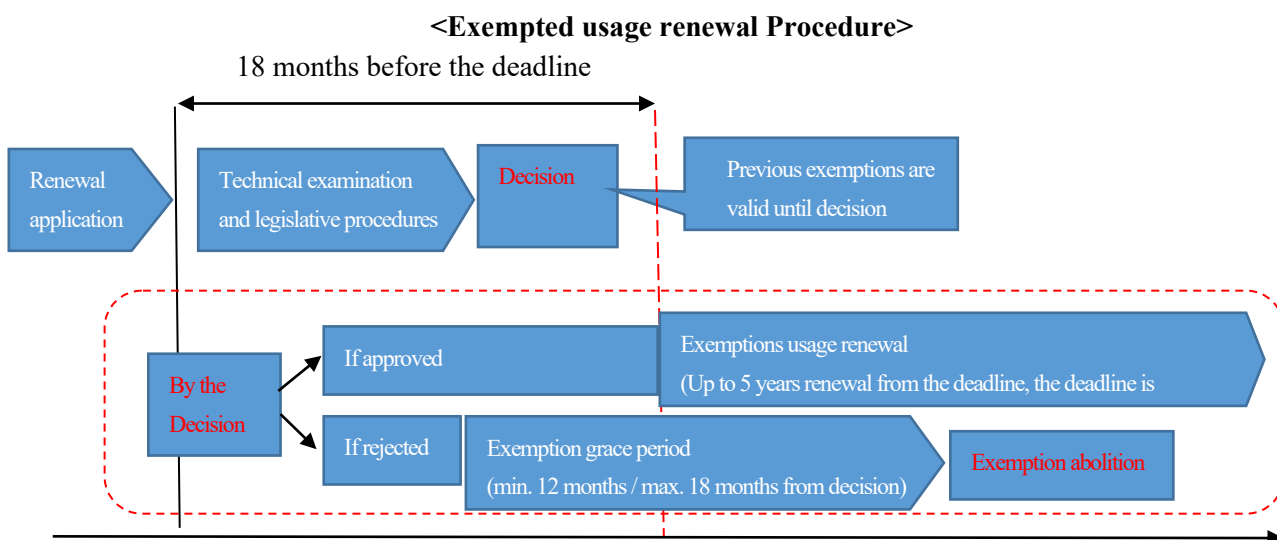 <Exempted usage renewal Procedure>
18 months before the deadline
Renewal
application
Technical examination
and legislative procedures
Decision
Previous exemptions are
valid until decision
By the
Decision
If approved
Exemptions usage renewal
(Up to 5 years renewal from the deadline, the deadline is
If rejected
Exemption grace period
(min. 12 months / max. 18 months from decision)
Exemption abolition